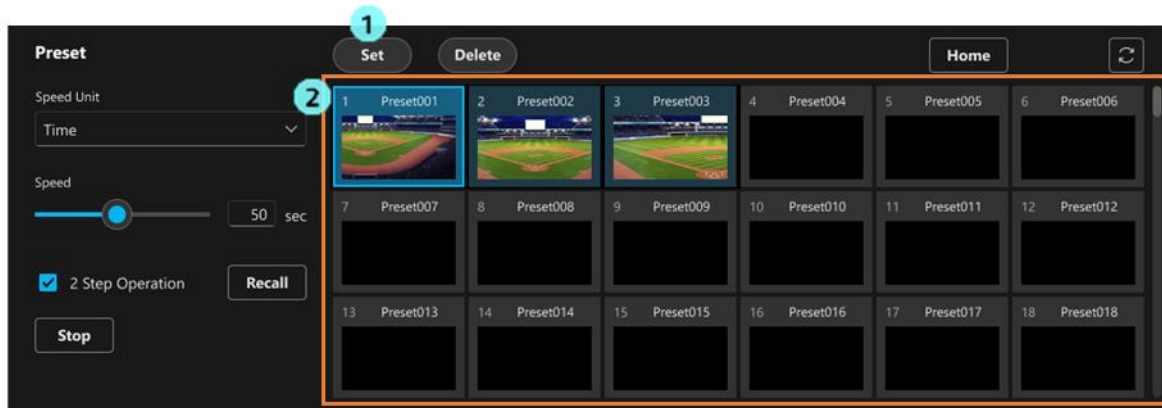 1
Preset
Set
Delete
Home
Speed Unit
Time
Speed
50 sec
2 Step Operation
Recall
Stop
2
1 Preset001
2 Preset002
3 Preset003
4 Preset004
5 Preset005
6 Preset006
7 Preset007
8 Preset008
9 Preset009
10 Preset010
11 Preset011
12 Preset012
13 Preset013
14 Preset014
15 Preset015
16 Preset016
17 Preset017
18 Preset018